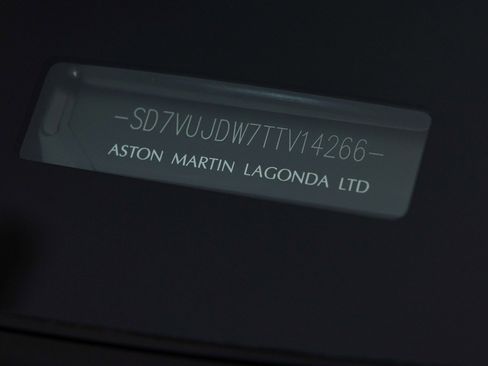 -SD7VUJDW7TTV14266-
ASTON MARTIN LAGONDA LTD